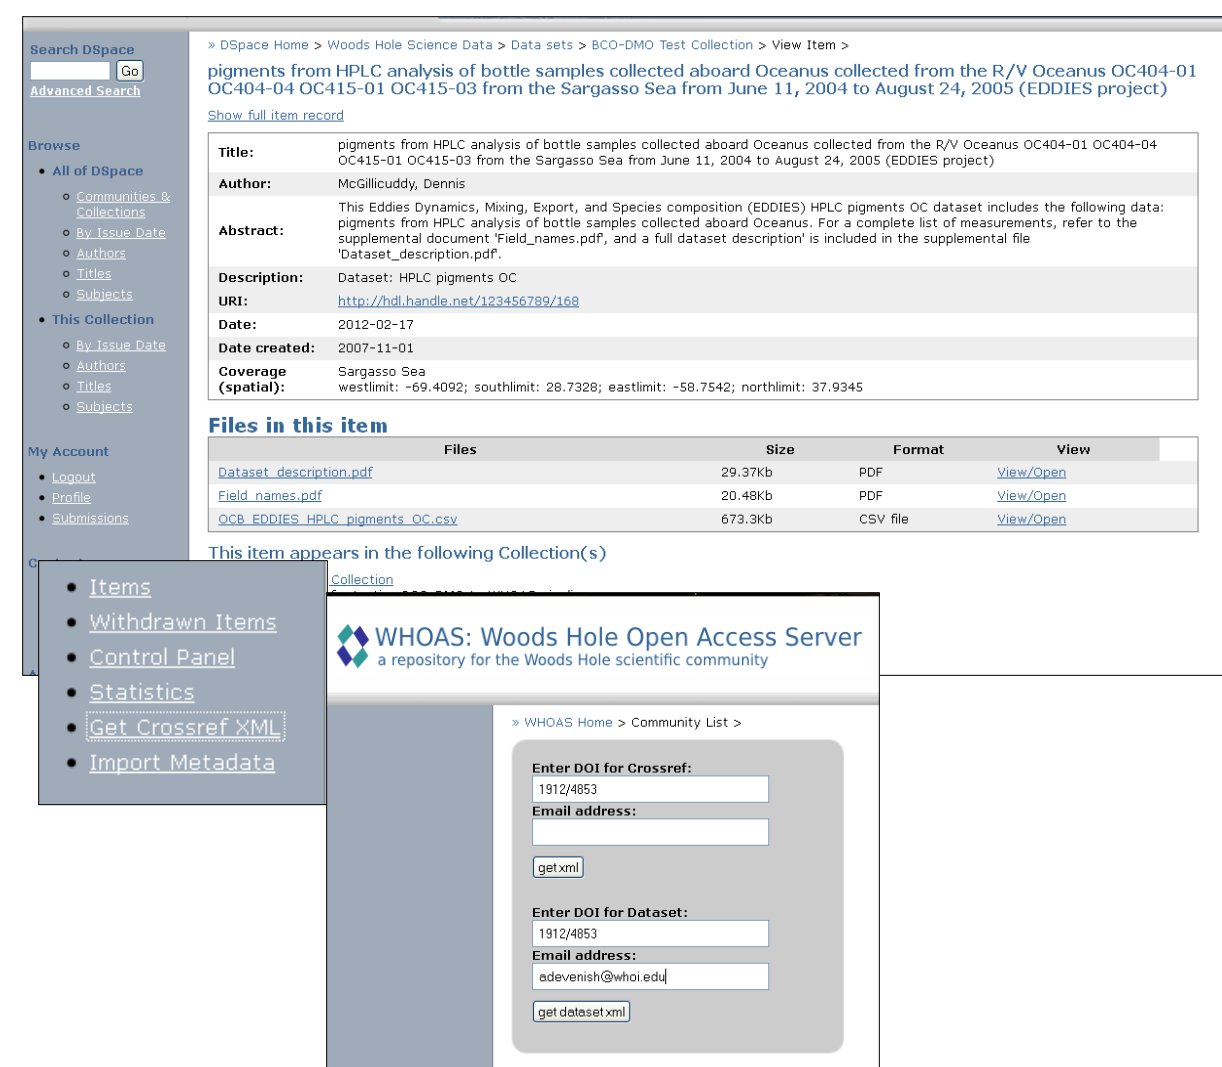 Search DSpace
Go
Advanced Search
Browse
All of DSpace
Communities &
Collections
By Issue Date
Authors
Titles
Subjects
This Collection
By Issue Date
Authors
Titles
Subjects
My Account
Logout
Profile
Submissions
» DSpace Home > Woods Hole Science Data > Data sets > BCO-DMO Test Collection > View Item >
pigments from HPLC analysis of bottle samples collected aboard Oceanus collected from the R/V Oceanus OC404-01
OC404-04 OC415-01 OC415-03 from the Sargasso Sea from June 11, 2004 to August 24, 2005 (EDDIES project)
Show full item record
Title: pigments from HPLC analysis of bottle samples collected aboard Oceanus collected from the R/V Oceanus OC404-01 OC404-04
OC415-01 OC415-03 from the Sargasso Sea from June 11, 2004 to August 24, 2005 (EDDIES project)
Author: McGillicuddy, Dennis
Abstract: This Eddies Dynamics, Mixing, Export, and Species composition (EDDIES) HPLC pigments OC dataset includes the following data:
pigments from HPLC analysis of bottle samples collected aboard Oceanus. For a complete list of measurements, refer to the
supplemental document 'Field_names.pdf', and a full dataset description' is included in the supplemental file
'Dataset_description.pdf'.
Description: Dataset: HPLC pigments OC
URI: http://hdl.handle.net/123456789/168
Date: 2012-02-17
Date created: 2007-11-01
Coverage (spatial): Sargasso Sea
westlimit: -69.4092; southlimit: 28.7328; eastlimit: -58.7542; northlimit: 37.9345
Files in this item
Files Size Format View
Dataset_description.pdf 29.37Kb PDF View/Open
Field_names.pdf 20.48Kb PDF View/Open
OCB_EDDIES_HPLC_pigments_OC.csv 673.3Kb CSV file View/Open
This item appears in the following Collection(s)
Collection
Items
Withdrawn Items
Control Panel
Statistics
Get Crossref XML
Import Metadata
WHOAS: Woods Hole Open Access Server
a repository for the Woods Hole scientific community
» WHOAS Home > Community List >
Enter DOI for Crossref:
1912/4853
Email address:
get xml
Enter DOI for Dataset:
1912/4853
Email address:
adevenish@whoi.edu
get dataset xml